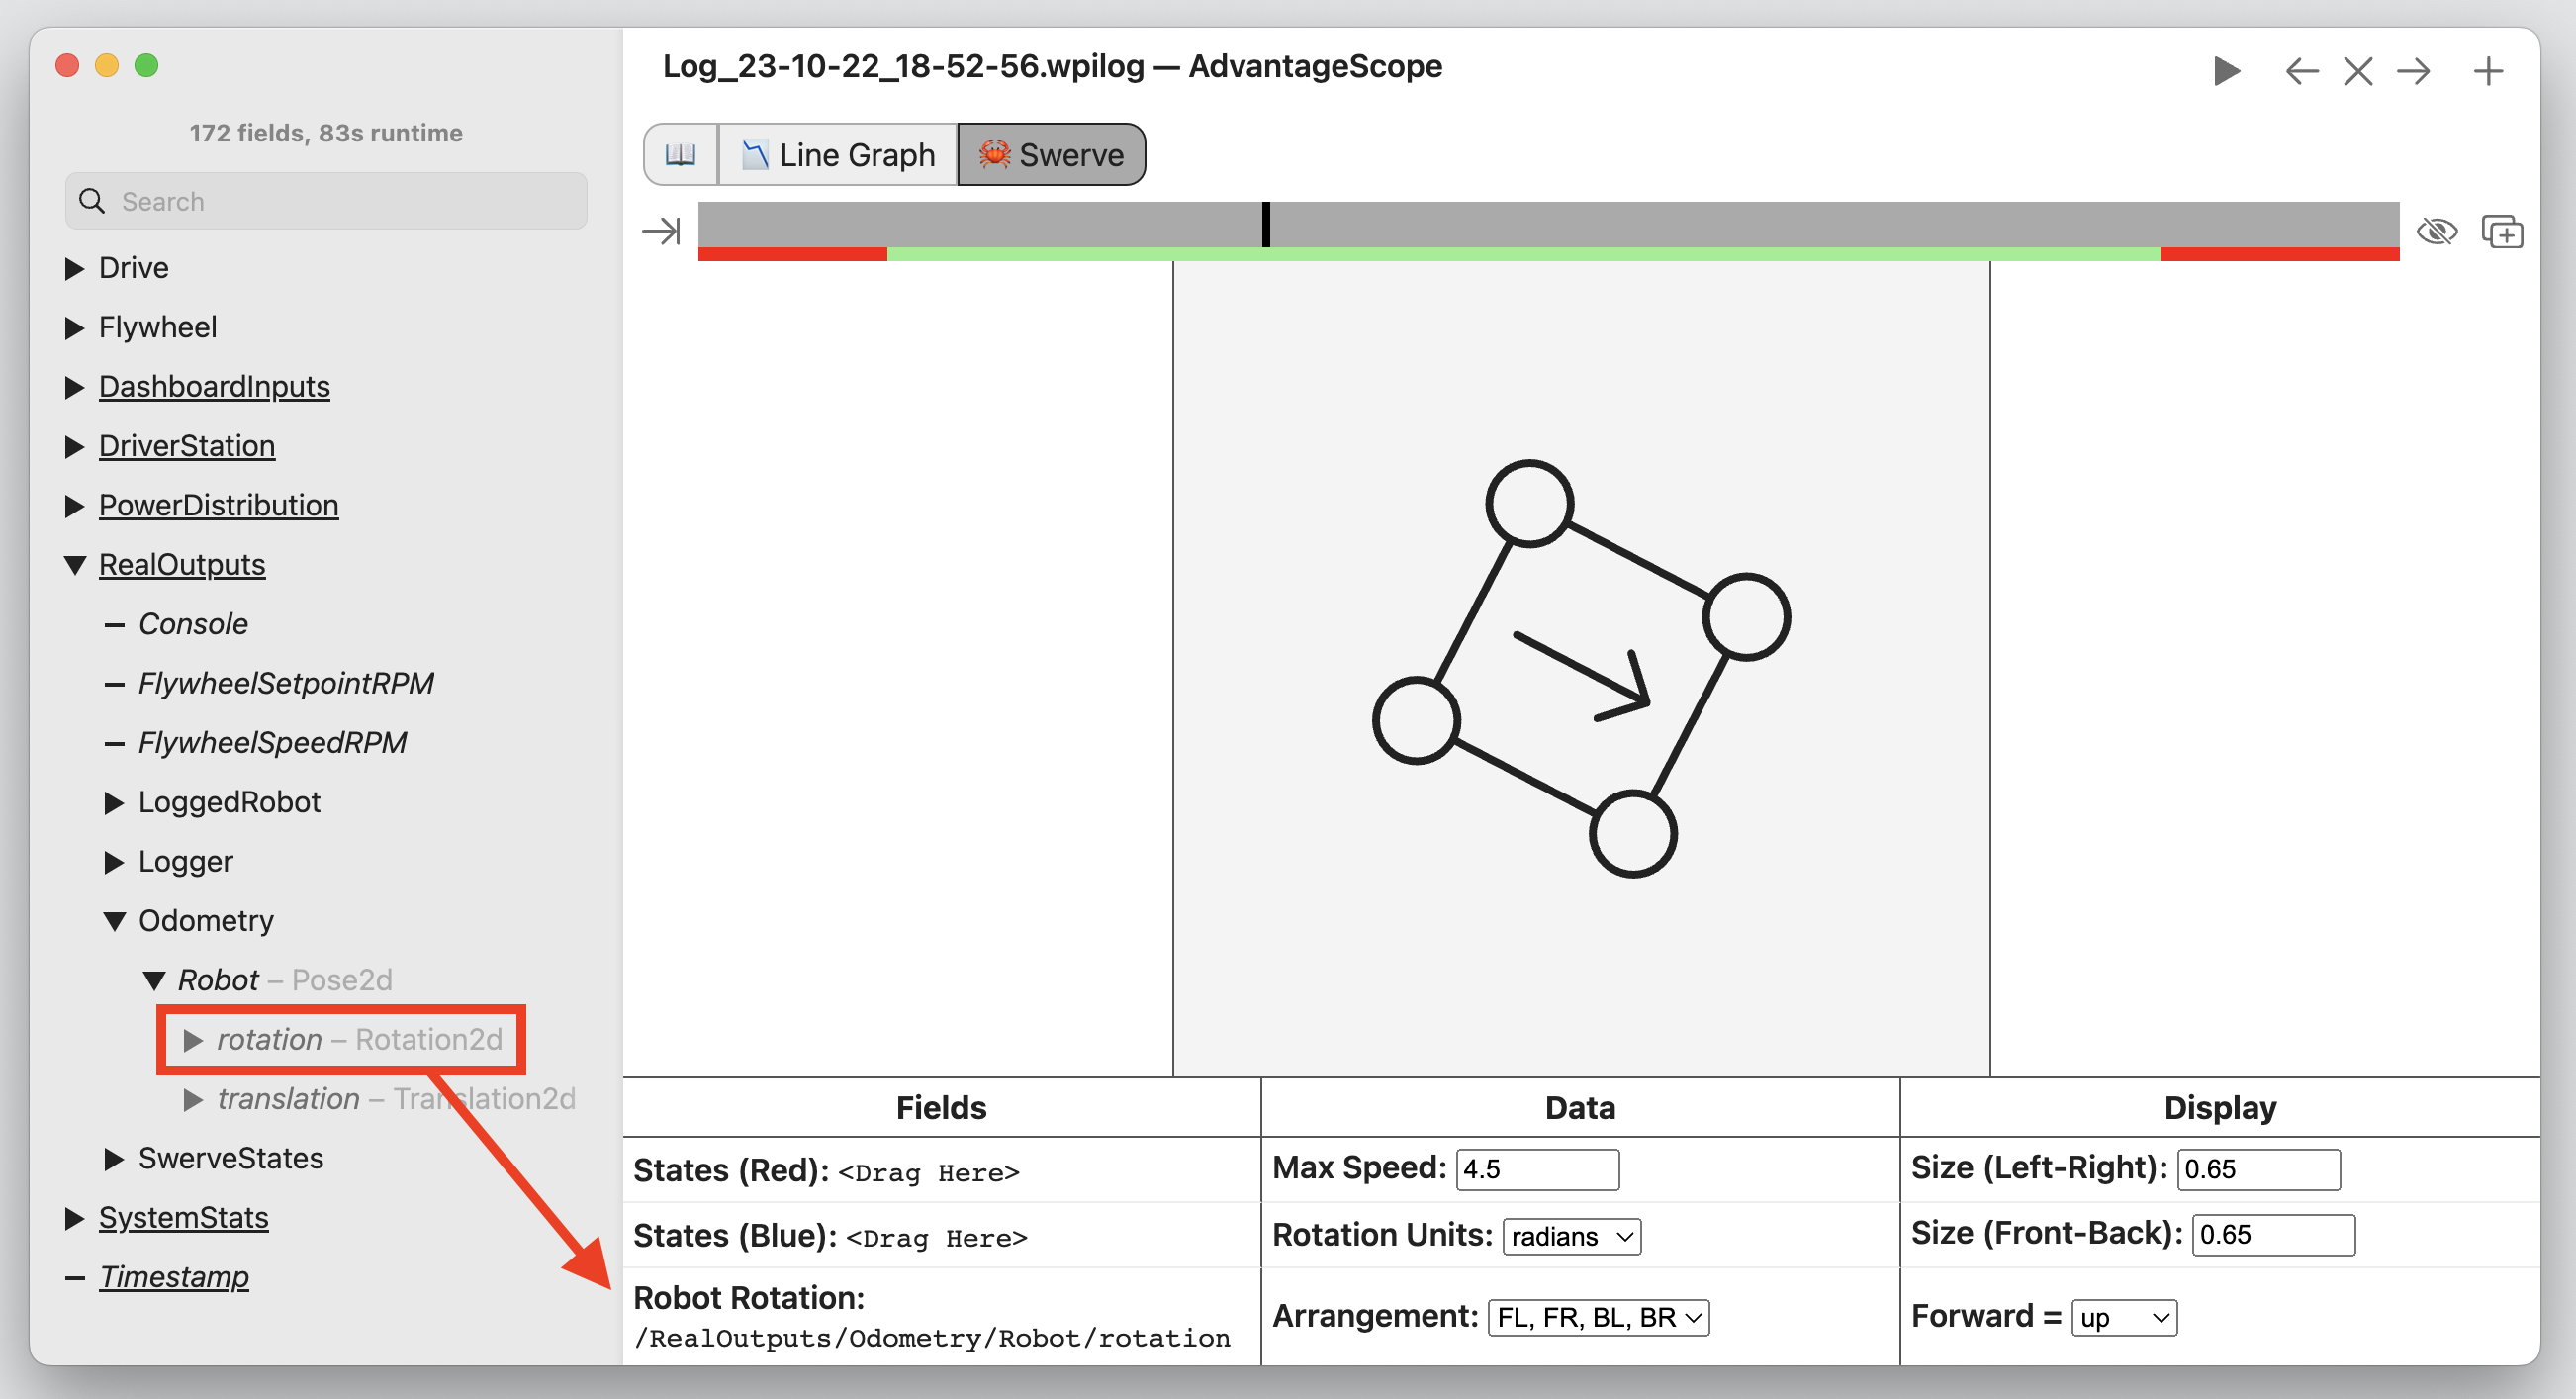 Log_23-10-22_18-52-56.wpilog — AdvantageScope
172 fields, 83s runtime
Search
Drive
Flywheel
DashboardInputs
DriverStation
PowerDistribution
RealOutputs
Console
FlywheelSetpointRPM
FlywheelSpeedRPM
LoggedRobot
Logger
Odometry
Robot – Pose2d
rotation – Rotation2d
translation – Translation2d
SwerveStates
SystemStats
Timestamp
Line Graph
Swerve
Fields
States (Red): <Drag Here>
States (Blue): <Drag Here>
Robot Rotation:
/RealOutputs/Odometry/Robot/rotation
Data
Max Speed: 4.5
Rotation Units: radians
Arrangement: FL, FR, BL, BR
Display
Size (Left-Right): 0.65
Size (Front-Back): 0.65
Forward = up